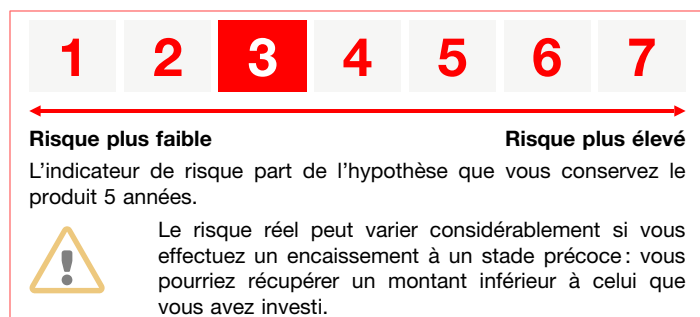 1 2 3 4 5 6 7
Risque plus faible Risque plus élevé
L'indicateur de risque part de l'hypothèse que vous conservez le
produit 5 années.
Le risque réel peut varier considérablement si vous
effectuez un encaissement à un stade précoce : vous
pourriez récupérer un montant inférieur à celui que
vous avez investi.